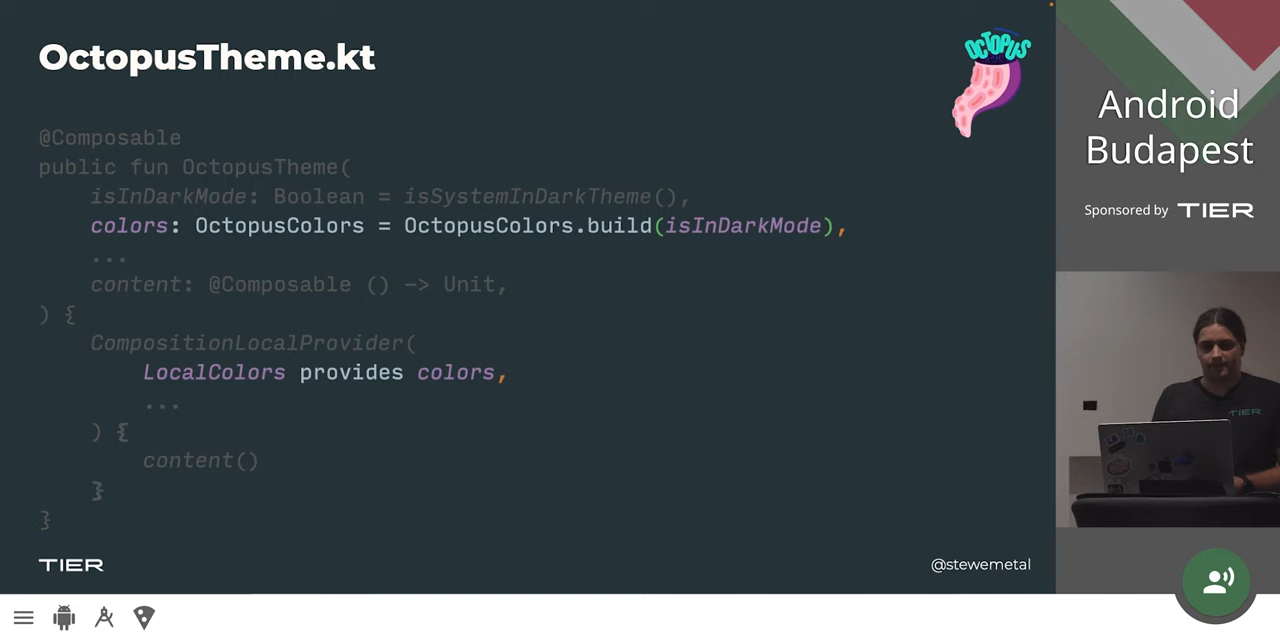 OctopusTheme.kt
OCTOPUS
@Composable
public fun OctopusTheme(
isInDarkMode: Boolean = isSystemInDarkTheme(),
colors: OctopusColors = OctopusColors.build(isInDarkMode),
...
content: @Composable () -> Unit,
) {
CompositionLocalProvider(
LocalColors provides colors,
...
) {
content()
}
}
TIER
@stewemetal
Android
Budapest
Sponsored by TIER
TIER